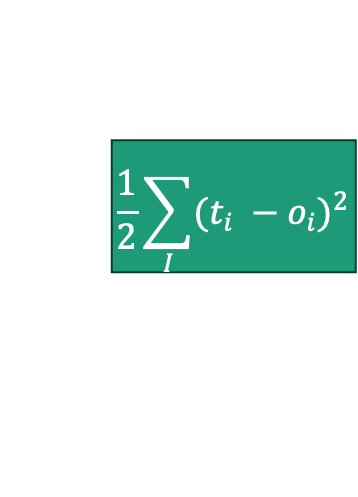 1/2 ∑_I (t_i − o_i)^2